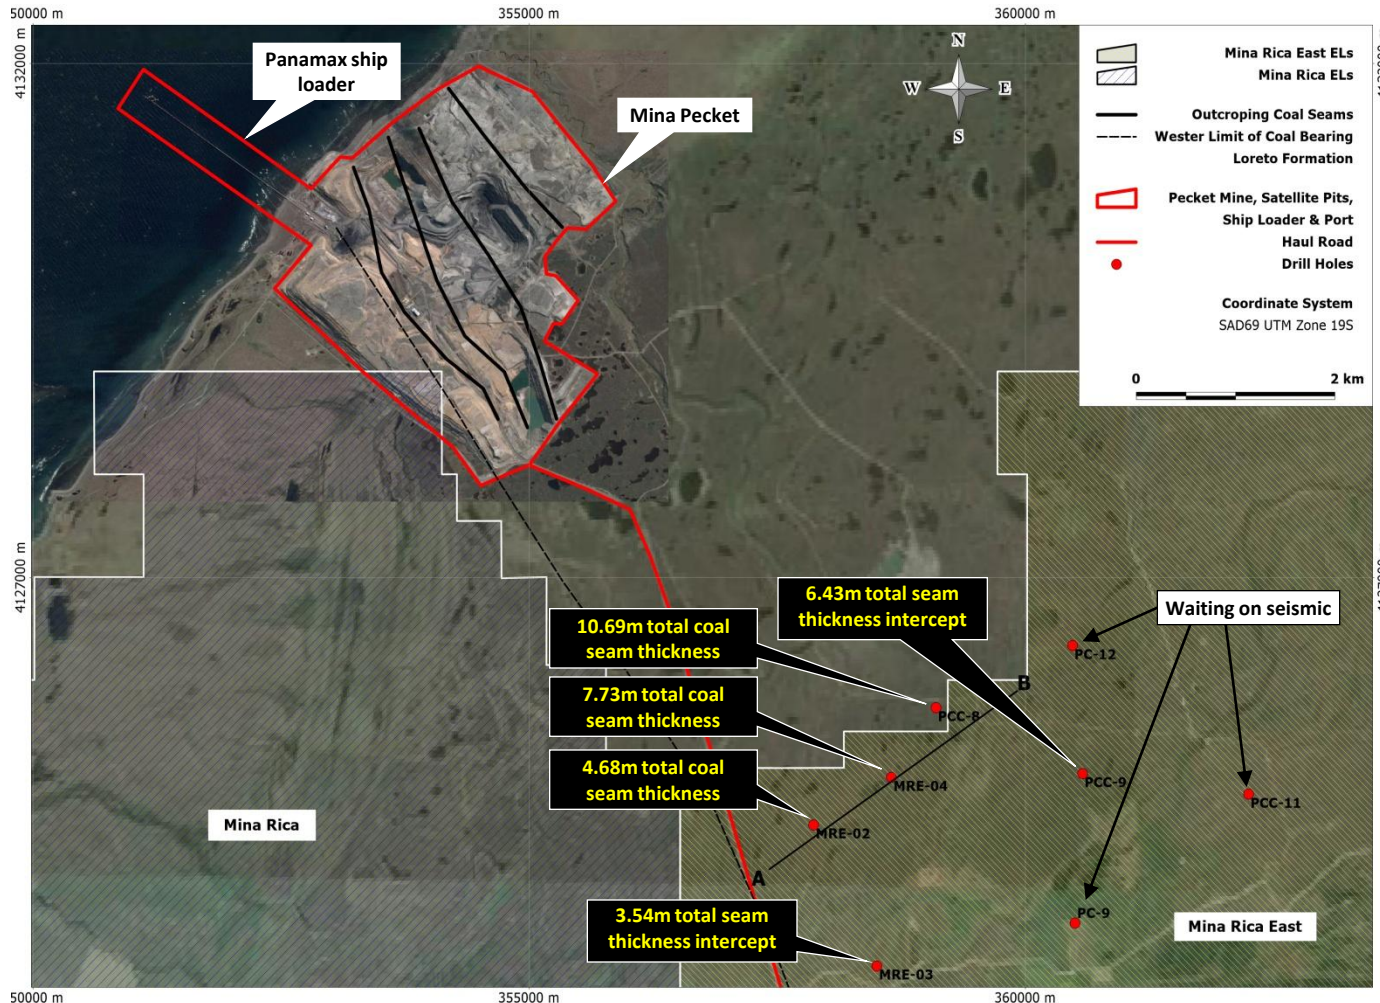 50000 m
355000 m
360000 m
4132000 m
Panamax ship
loader
Mina Pecket
N
W
E
S
Mina Rica East ELs
Mina Rica ELs
Outcroping Coal Seams
Wester Limit of Coal Bearing
Loreto Formation
Pecket Mine, Satellite Pits,
Ship Loader & Port
Haul Road
Drill Holes
Coordinate System
SAD69 UTM Zone 19S
0
2 km
4127000 m
6.43m total seam
thickness intercept
Waiting on seismic
10.69m total coal
seam thickness
PC-12
B
7.73m total coal
seam thickness
PCC-8
4.68m total coal
seam thickness
MRE-04
PCC-9
PCC-11
Mina Rica
MRE-02
A
3.54m total seam
thickness intercept
PC-9
Mina Rica East
MRE-03
50000 m
355000 m
360000 m